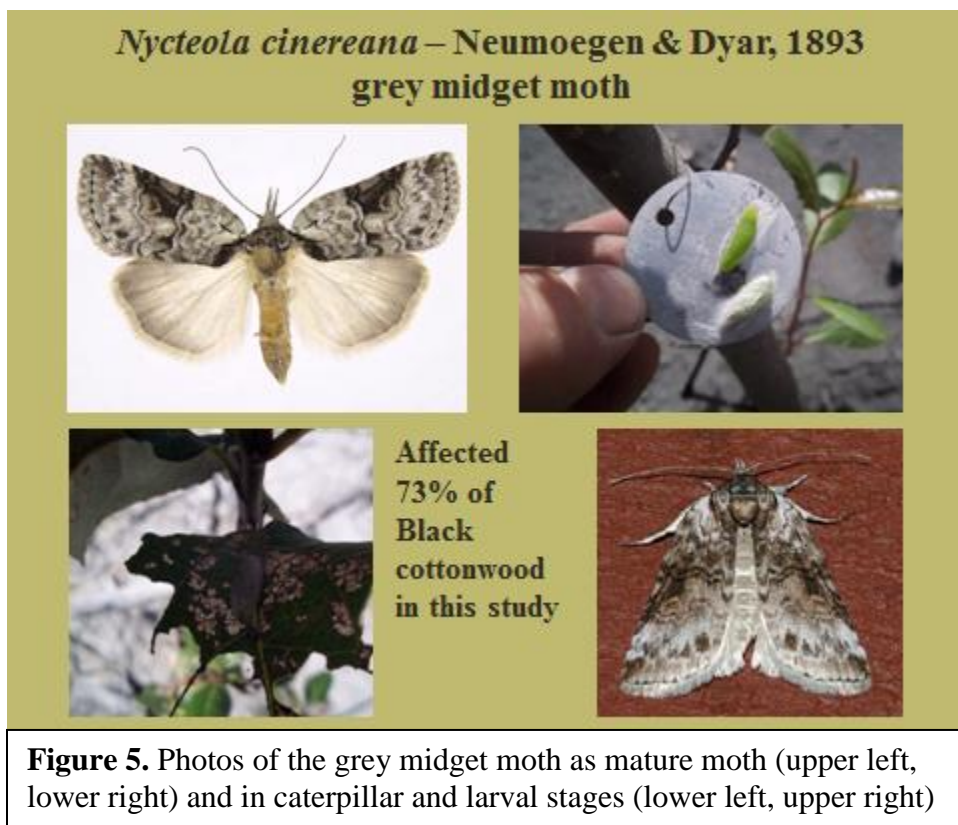 Nycteola cinereana – Neumoegen & Dyar, 1893
grey midget moth
Affected
73% of
Black
cottonwood
in this study
Figure 5. Photos of the grey midget moth as mature moth (upper left,
lower right) and in caterpillar and larval stages (lower left, upper right)